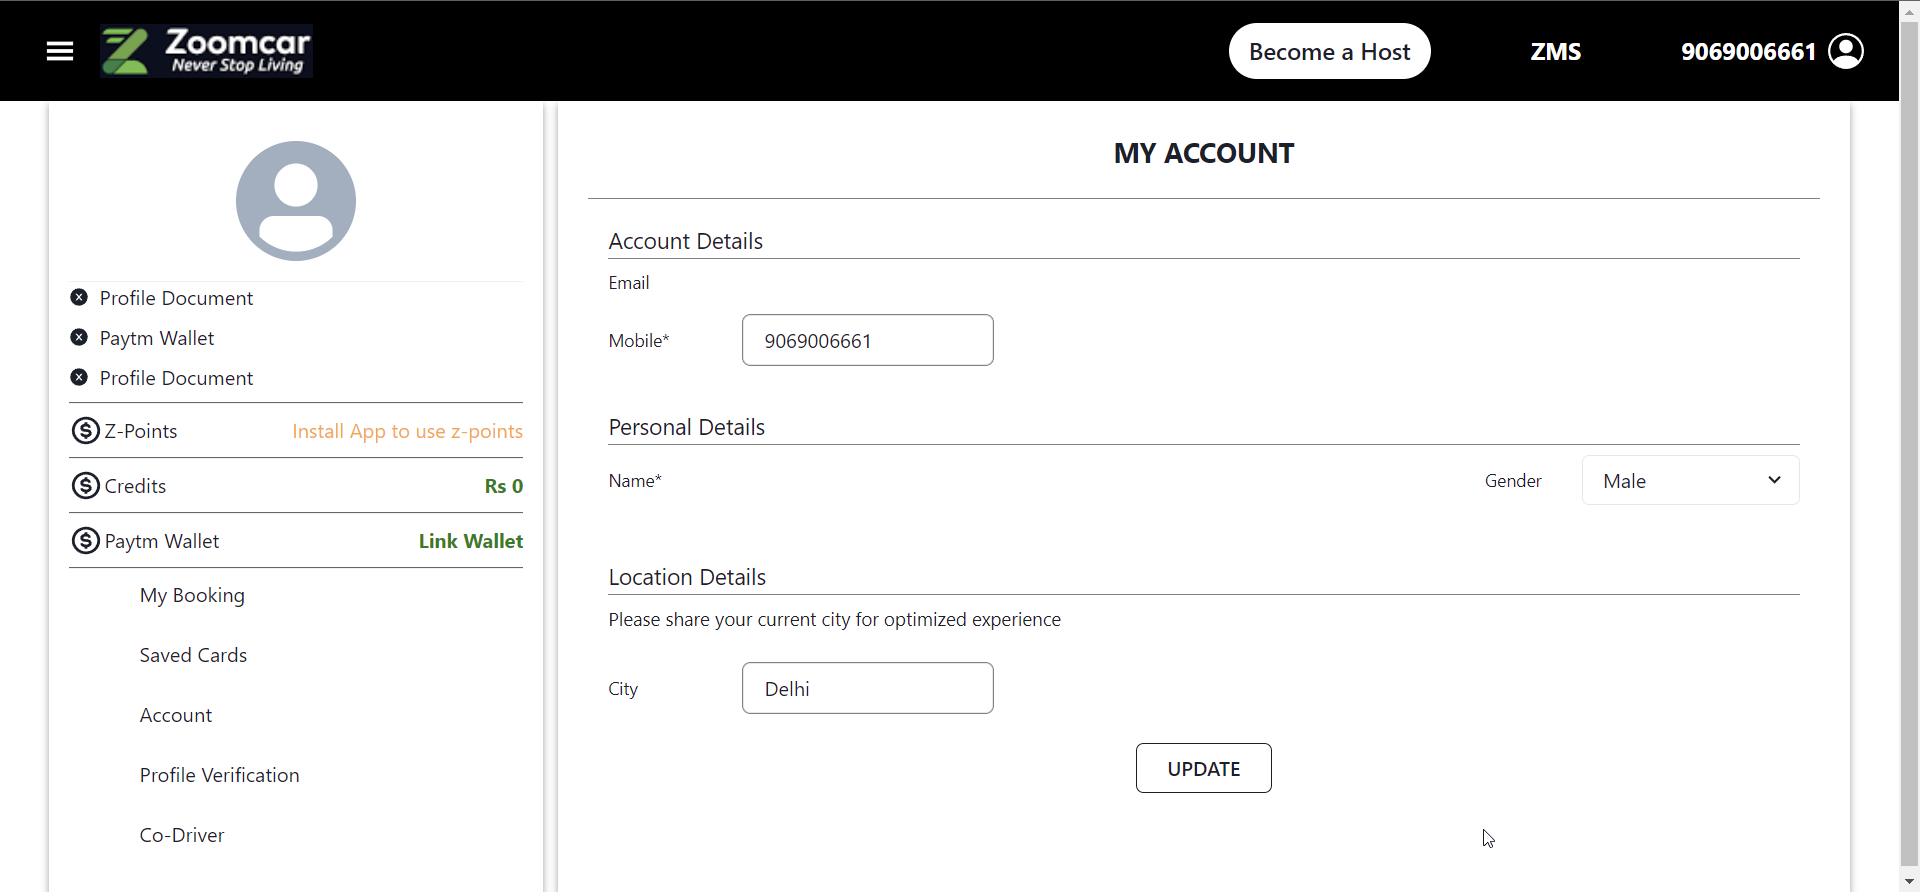 Zoomcar
Never Stop Living
Become a Host
ZMS
9069006661
Profile Document
Paytm Wallet
Profile Document
Z-Points Install App to use z-points
Credits Rs 0
Paytm Wallet Link Wallet
My Booking
Saved Cards
Account
Profile Verification
Co-Driver
MY ACCOUNT
Account Details
Email
Mobile* 9069006661
Personal Details
Name* Gender Male
Location Details
Please share your current city for optimized experience
City Delhi
UPDATE